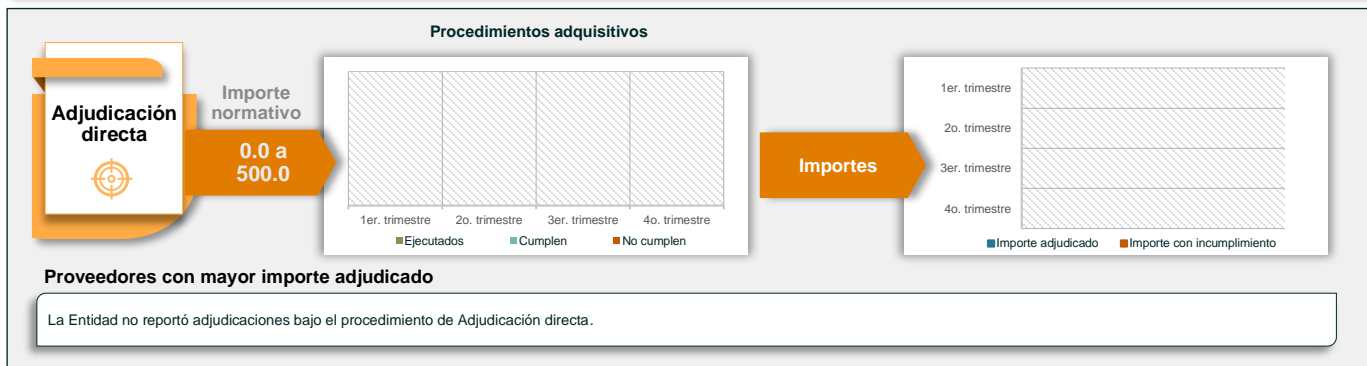 Procedimientos adquisitivos
Adjudicación
directa
Importe
normativo
0.0 a
500.0
1er. trimestre 2o. trimestre 3er. trimestre 4o. trimestre
Ejecutados Cumplen No cumplen
Importes
1er. trimestre
2o. trimestre
3er. trimestre
4o. trimestre
Importe adjudicado Importe con incumplimiento
Proveedores con mayor importe adjudicado
La Entidad no reportó adjudicaciones bajo el procedimiento de Adjudicación directa.